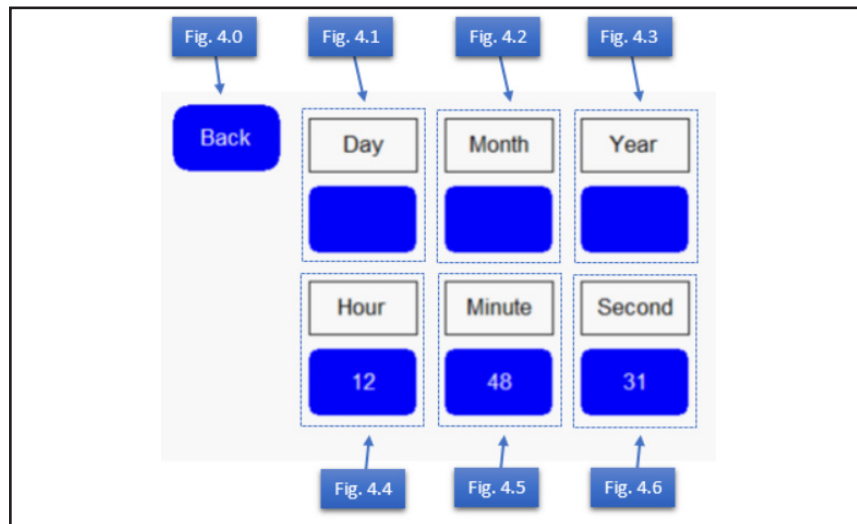 Fig. 4.0 Fig. 4.1 Fig. 4.2 Fig. 4.3
Back Day Month Year
Hour Minute Second
12 48 31
Fig. 4.4 Fig. 4.5 Fig. 4.6